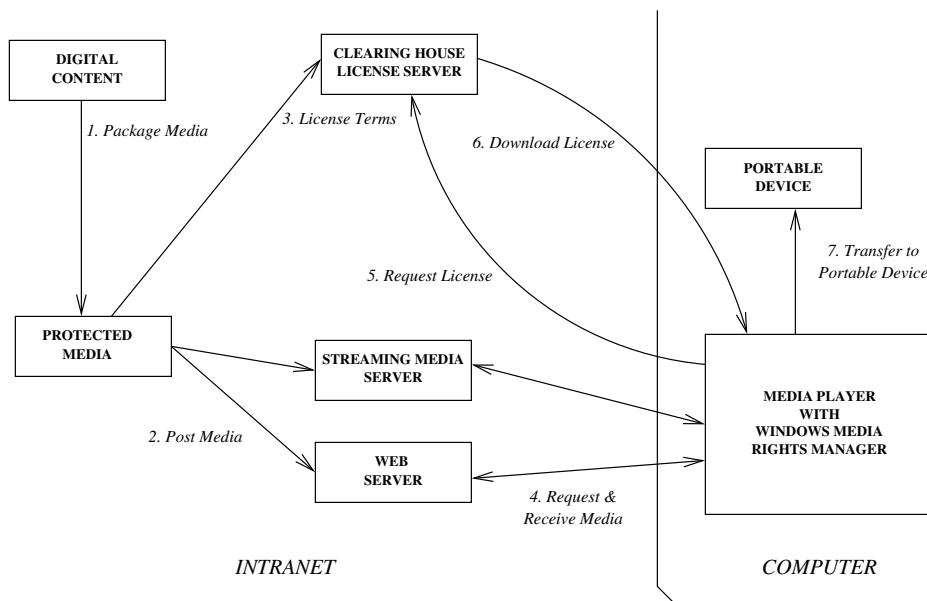 DIGITAL
CONTENT
CLEARING HOUSE
LICENSE SERVER
1. Package Media
3. License Terms
6. Download License
PORTABLE
DEVICE
7. Transfer to
Portable Device
5. Request License
PROTECTED
MEDIA
STREAMING MEDIA
SERVER
MEDIA PLAYER
WITH
WINDOWS MEDIA
RIGHTS MANAGER
2. Post Media
WEB
SERVER
4. Request &
Receive Media
INTRANET
COMPUTER